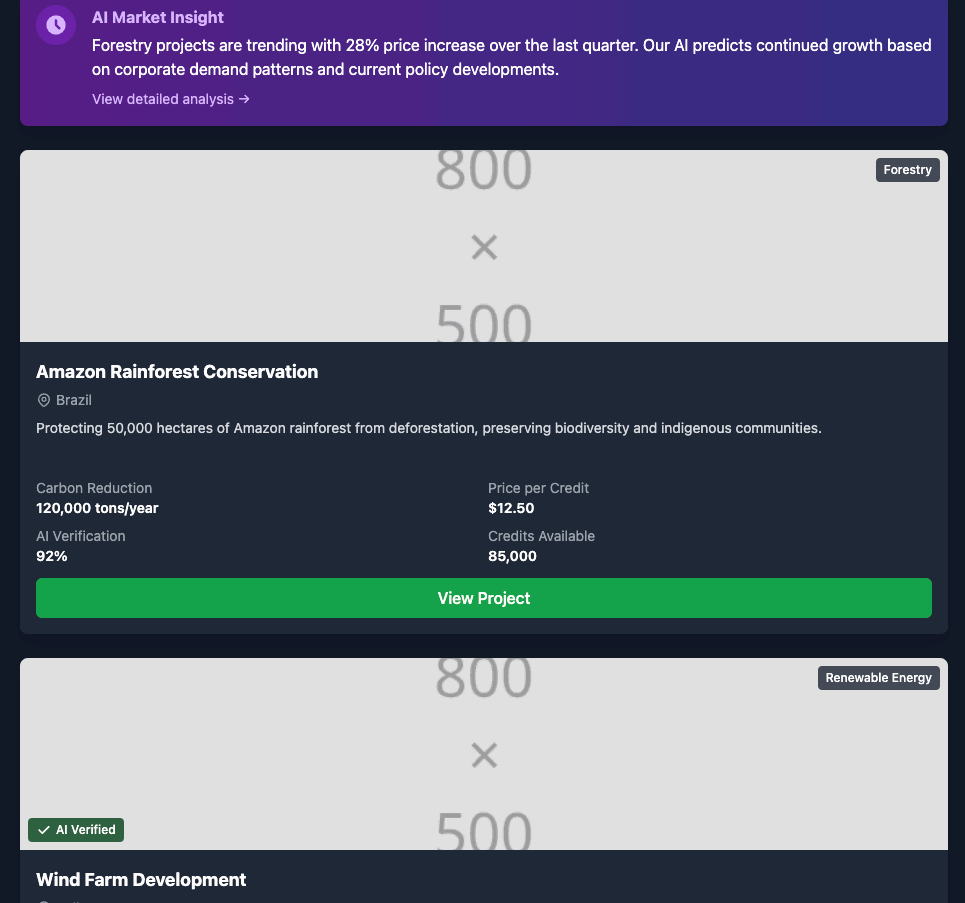 AI Market Insight
Forestry projects are trending with 28% price increase over the last quarter. Our AI predicts continued growth based
on corporate demand patterns and current policy developments.
View detailed analysis →
800
Forestry
×
500
Amazon Rainforest Conservation
Brazil
Protecting 50,000 hectares of Amazon rainforest from deforestation, preserving biodiversity and indigenous communities.
Carbon Reduction
120,000 tons/year
Price per Credit
$12.50
AI Verification
92%
Credits Available
85,000
View Project
800
Renewable Energy
×
500
AI Verified
Wind Farm Development